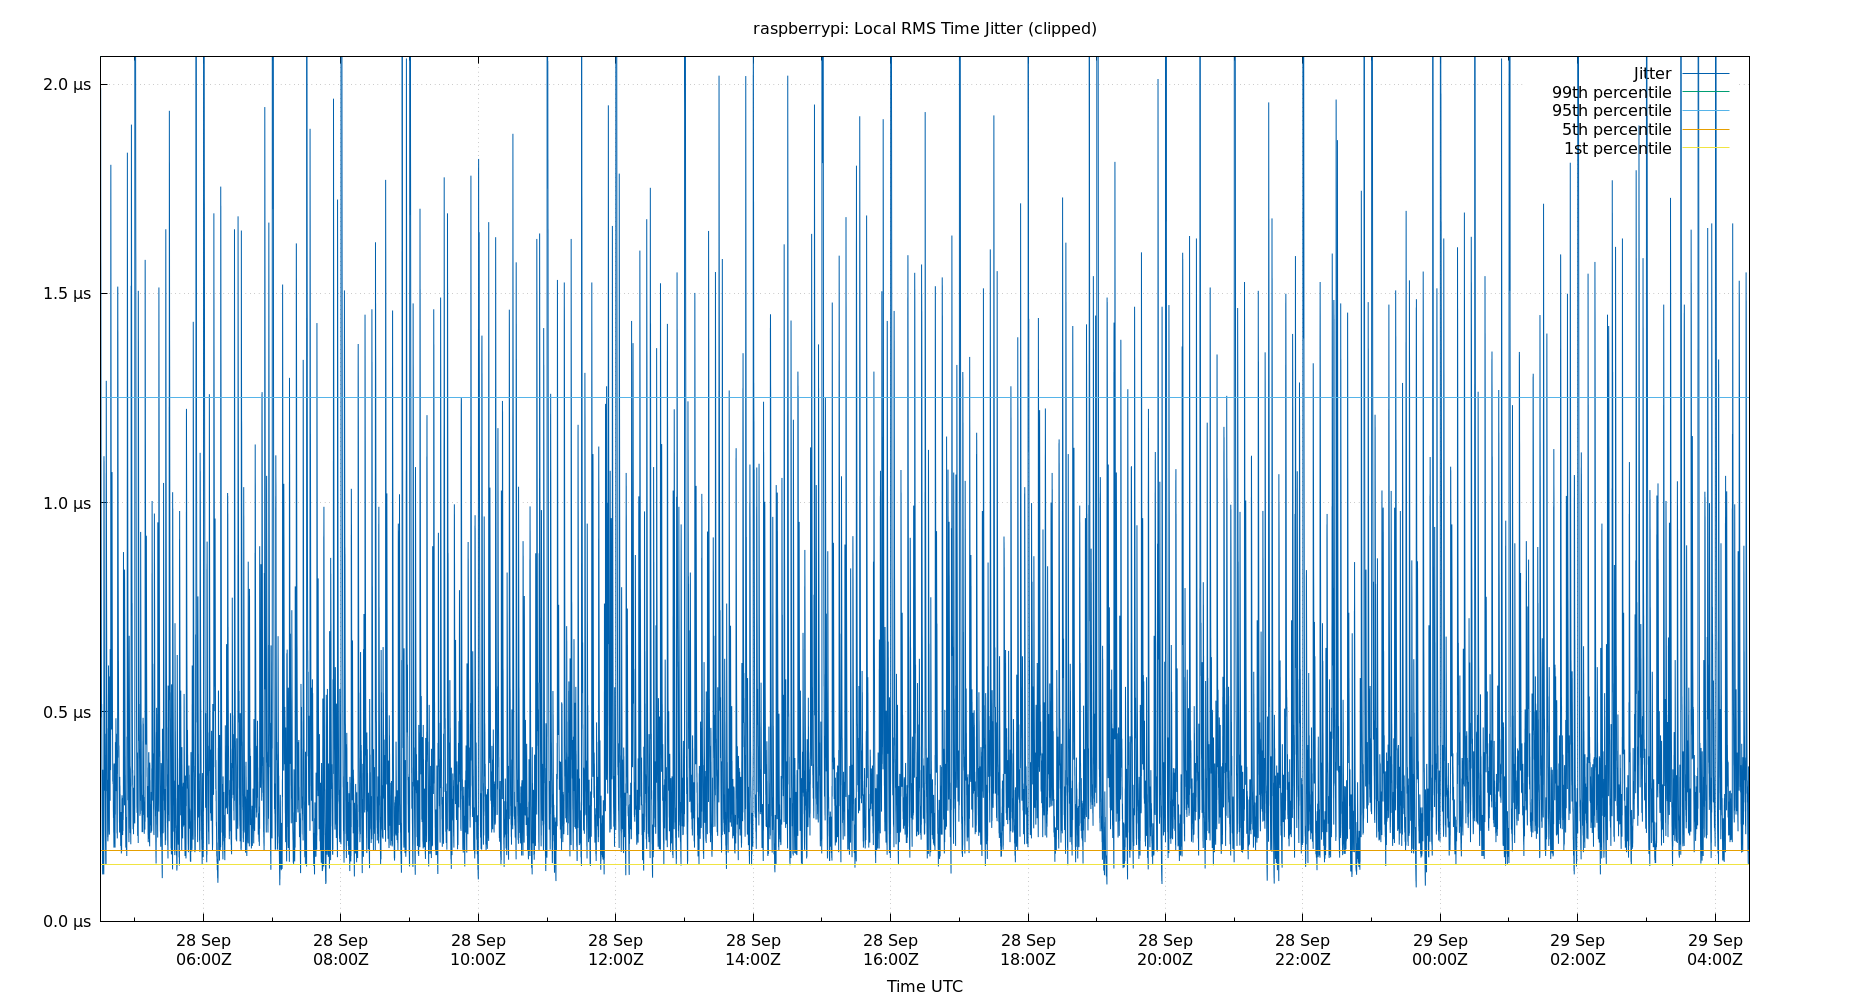 raspberrypi: Local RMS Time Jitter (clipped)
2.0 µs
1.5 µs
1.0 µs
0.5 µs
0.0 µs
Jitter
99th percentile
95th percentile
5th percentile
1st percentile
28 Sep 28 Sep 28 Sep 28 Sep 28 Sep 28 Sep 28 Sep 28 Sep 28 Sep 29 Sep 29 Sep 29 Sep
06:00Z 08:00Z 10:00Z 12:00Z 14:00Z 16:00Z 18:00Z 20:00Z 22:00Z 00:00Z 02:00Z 04:00Z
Time UTC